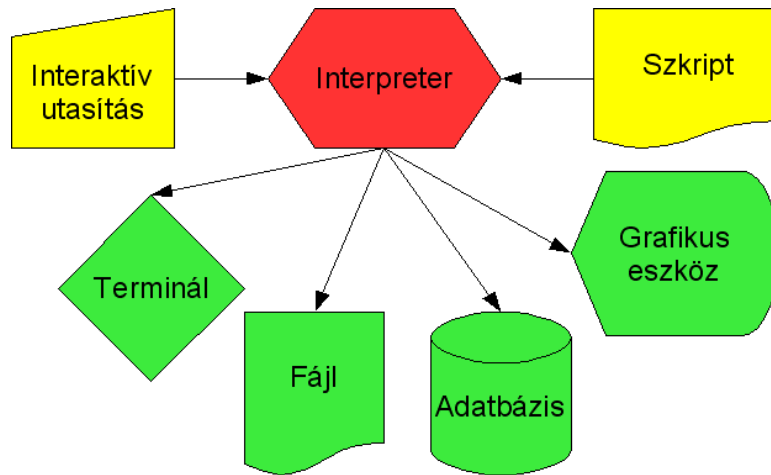 Interaktív
utasítás
Interpreter
Szkript
Terminál
Fájl
Adatbázis
Grafikus
eszköz